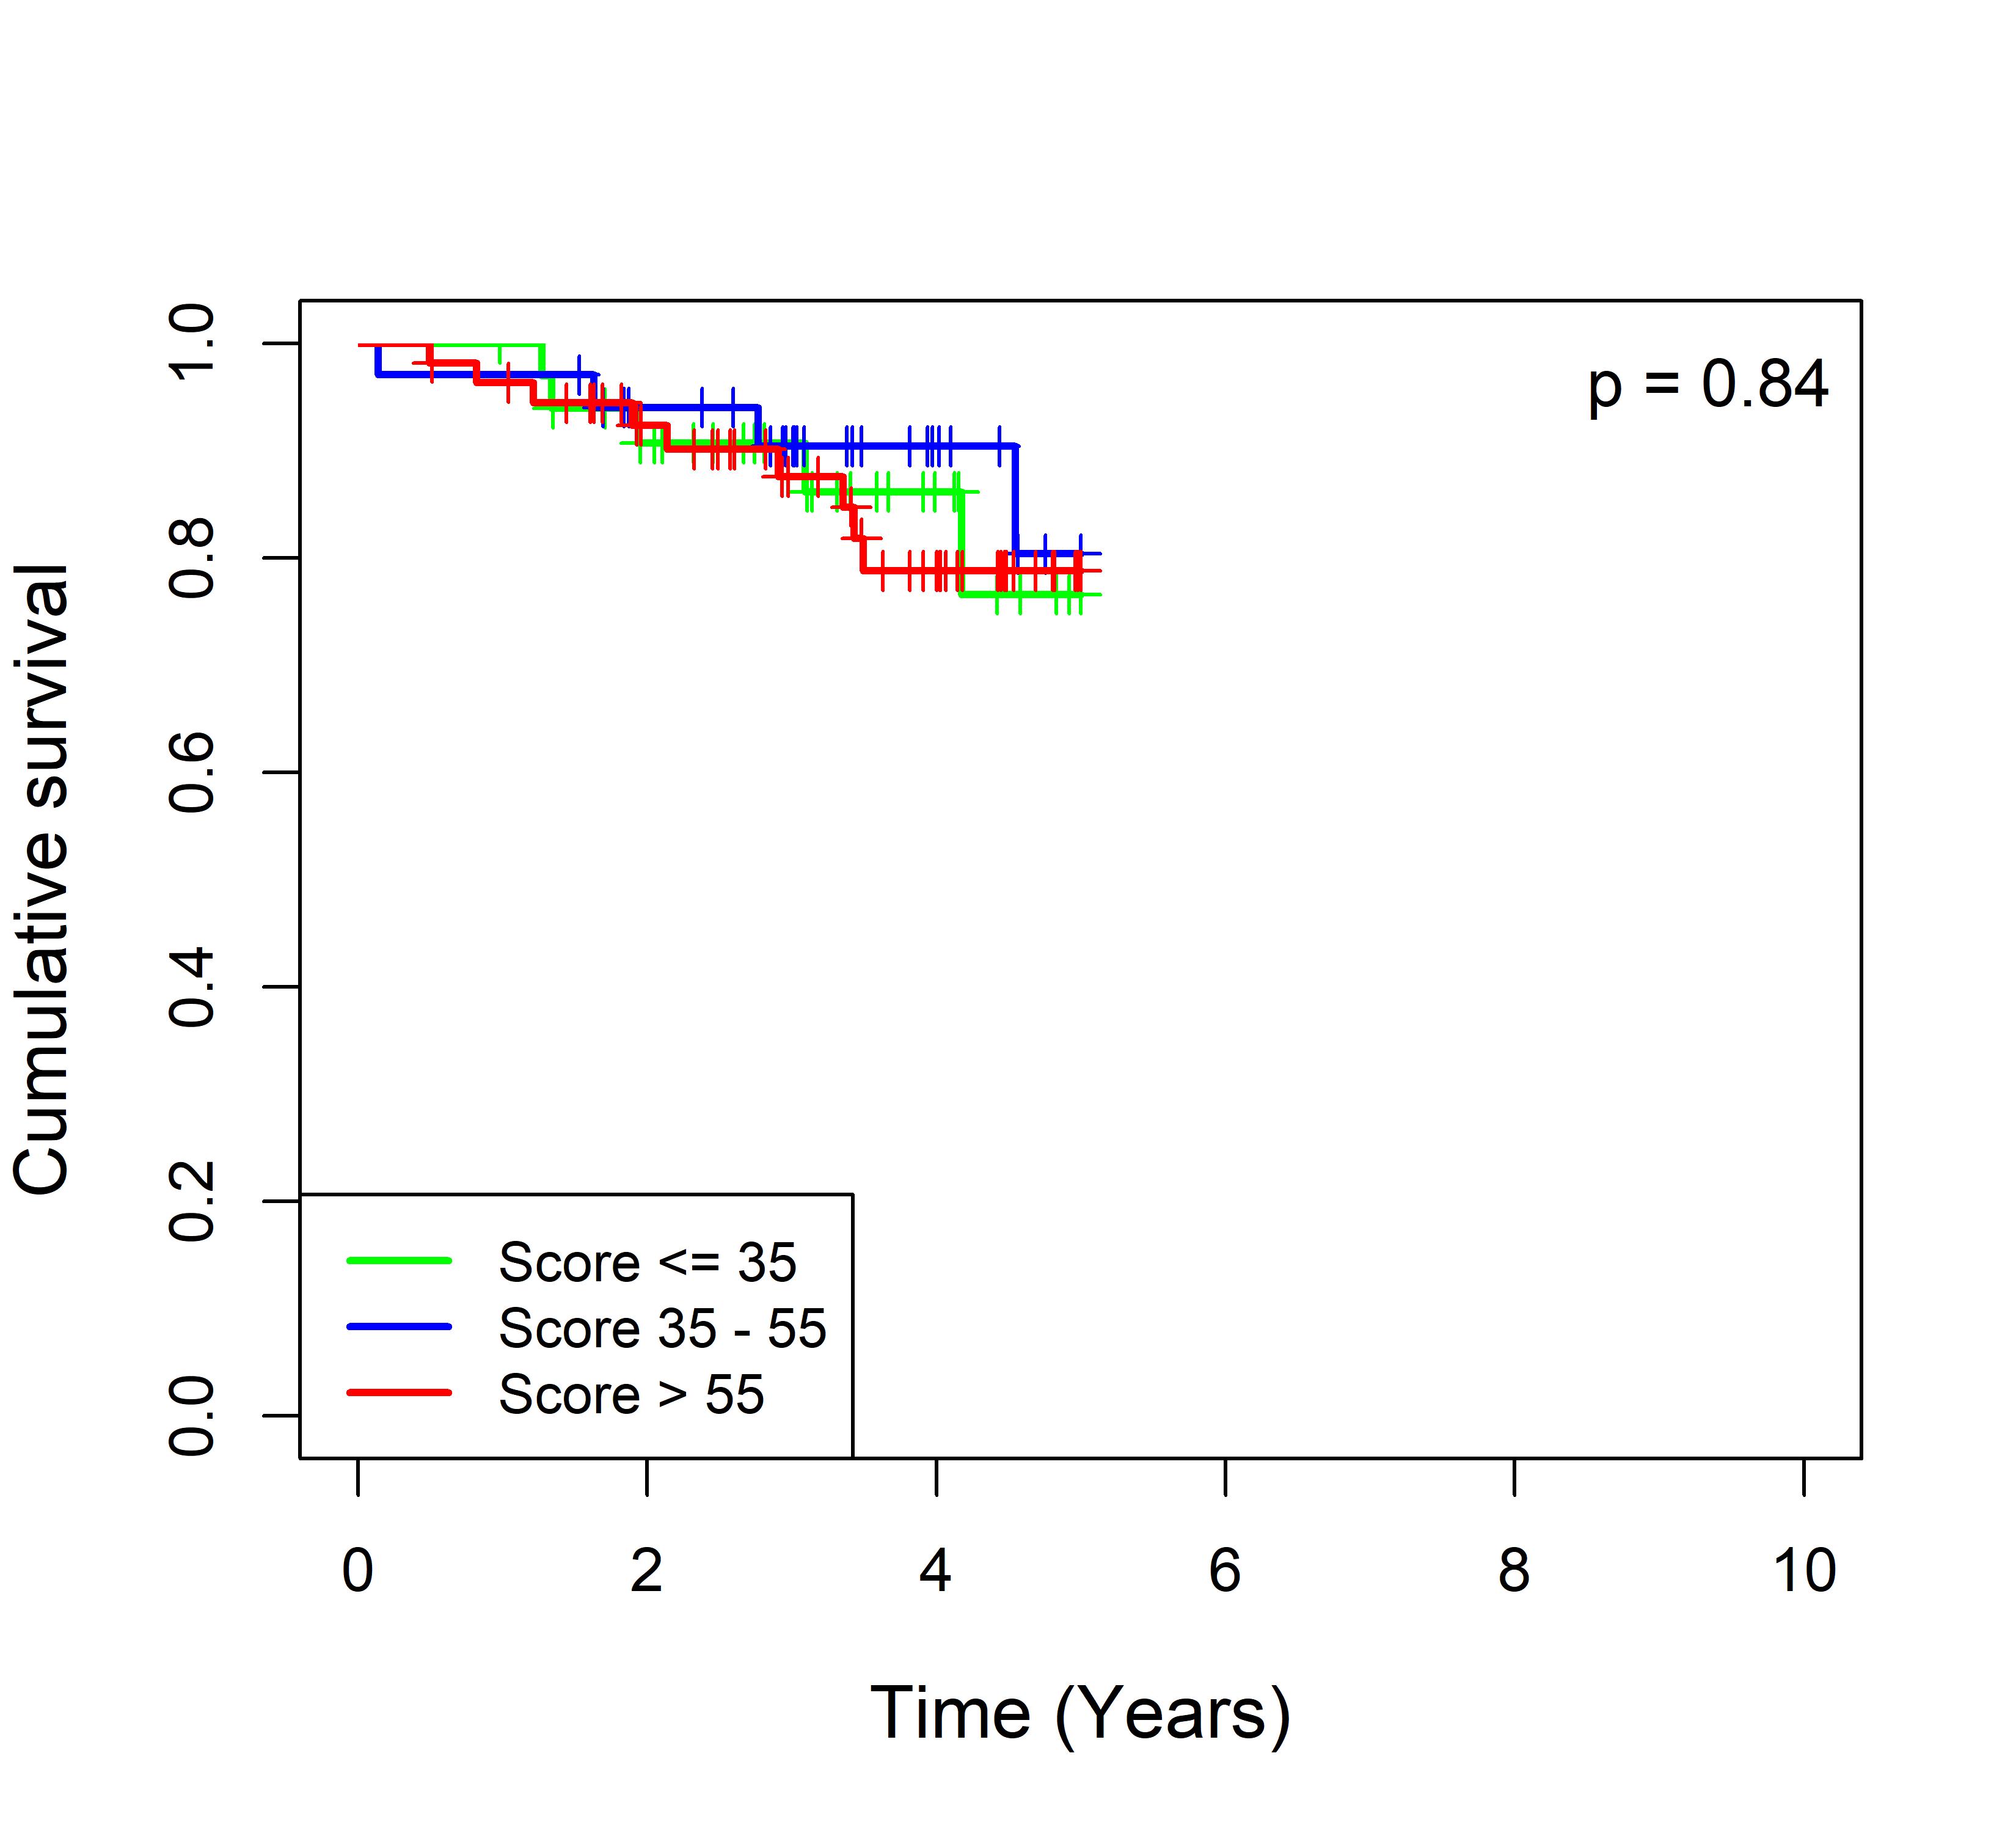 p = 0.84
Cumulative survival
1.0
0.8
0.6
0.4
0.2
0.0
Score <= 35
Score 35 - 55
Score > 55
0 2 4 6 8 10
Time (Years)